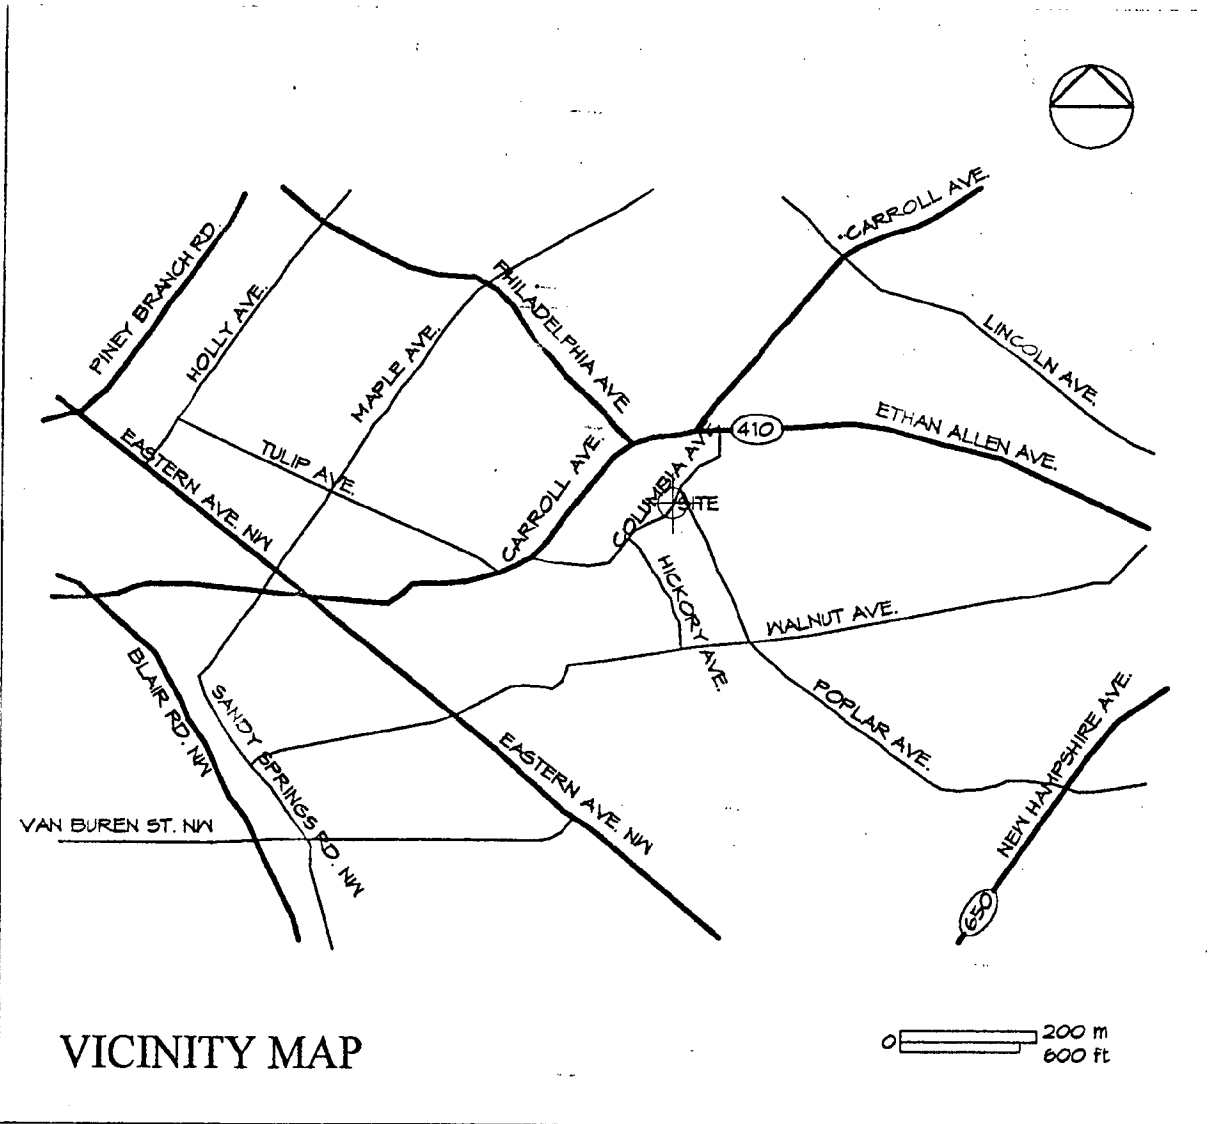 CARROLL AVE.
PINEY BRANCH RD.
HOLLY AVE.
PHILADELPHIA AVE
MAPLE AVE.
LINCOLN AVE.
ETHAN ALLEN AVE.
410
EASTERN AVE. NW
TULIP AVE.
CARROLL AVE.
COLUMBIA AVE
SITE
HICKORY AVE.
WALNUT AVE.
BLAIR RD. NW
SANDY SPRINGS RD. NW
POPLAR AVE.
NEW HAMPSHIRE AVE.
EASTERN AVE. NW
VAN BUREN ST. NW
650
VICINITY MAP
0
200 m
600 ft